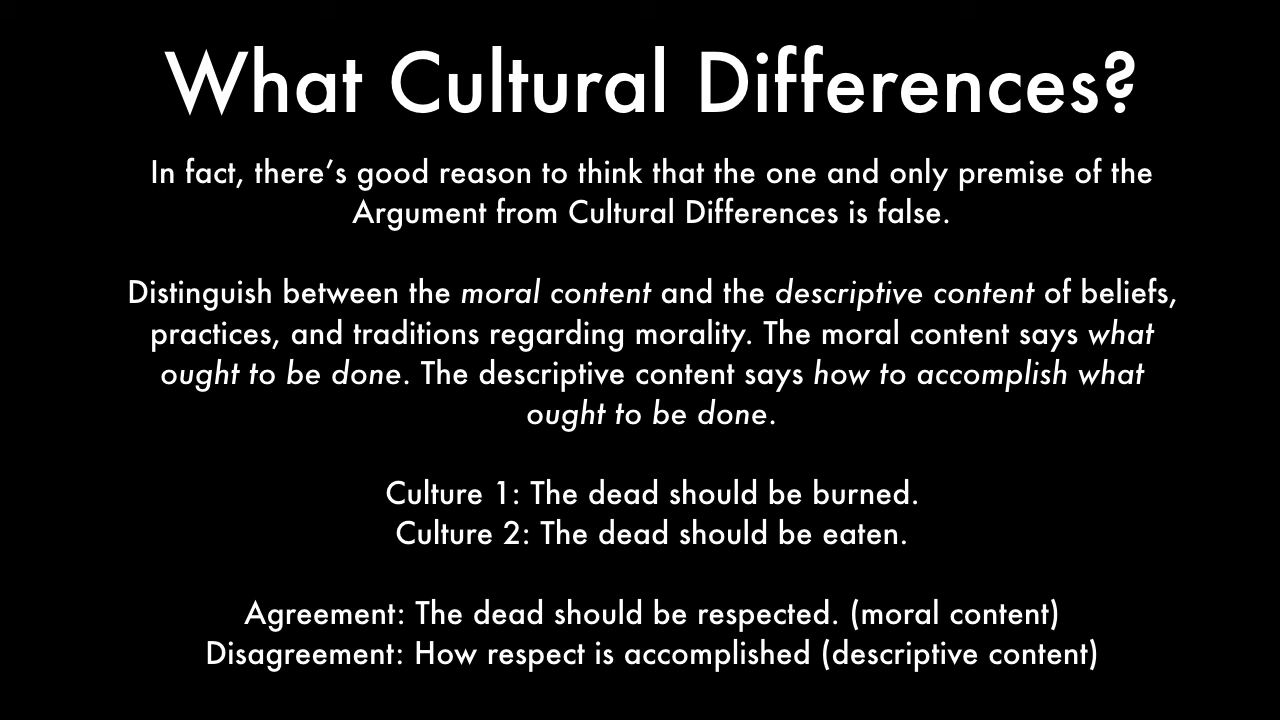 What Cultural Differences?
In fact, there's good reason to think that the one and only premise of the
Argument from Cultural Differences is false.
Distinguish between the moral content and the descriptive content of beliefs,
practices, and traditions regarding morality. The moral content says what
ought to be done. The descriptive content says how to accomplish what
ought to be done.
Culture 1: The dead should be burned.
Culture 2: The dead should be eaten.
Agreement: The dead should be respected. (moral content)
Disagreement: How respect is accomplished (descriptive content)